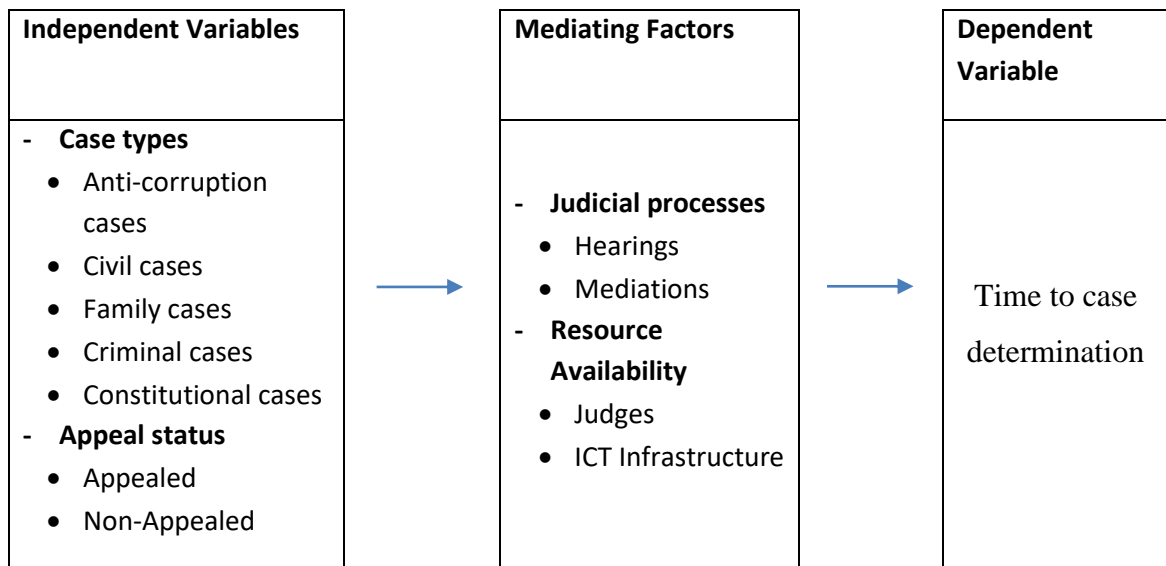 Independent Variables
- Case types
• Anti-corruption
cases
• Civil cases
• Family cases
• Criminal cases
• Constitutional cases
- Appeal status
• Appealed
• Non-Appealed
Mediating Factors
- Judicial processes
• Hearings
• Mediations
- Resource
Availability
• Judges
• ICT Infrastructure
Dependent
Variable
Time to case
determination